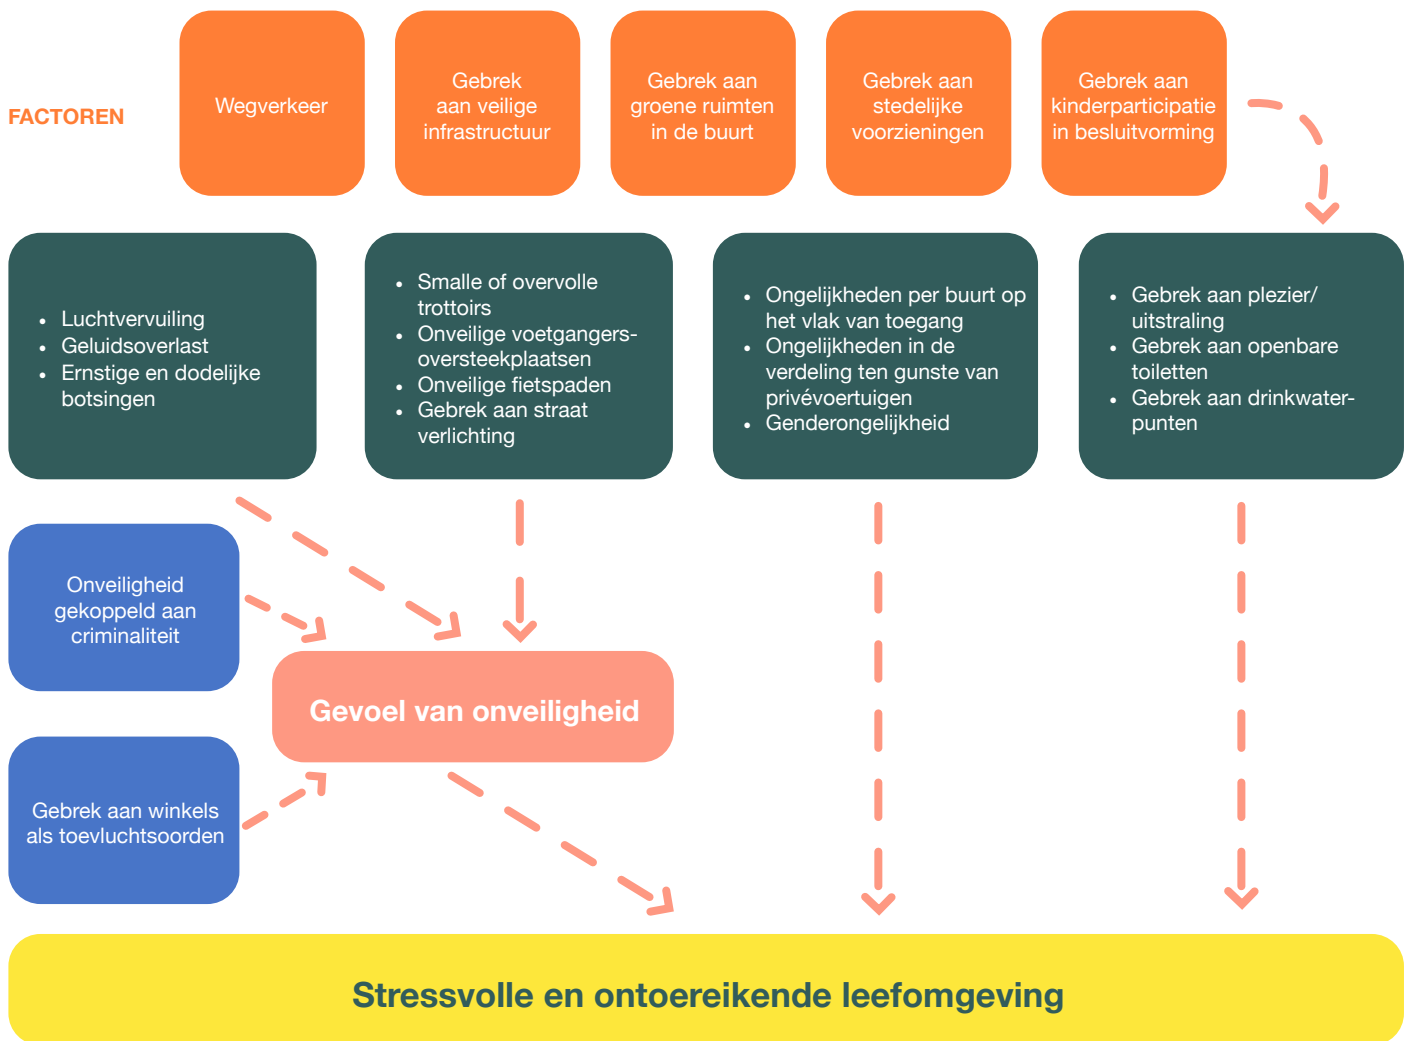 FACTOREN
Wegverkeer
Gebrek
aan veilige
infrastructuur
Gebrek aan
groene ruimten
in de buurt
Gebrek aan
stedelijke
voorzieningen
Gebrek aan
kinderparticipatie
in besluitvorming
• Luchtvervuiling
• Geluidsoverlast
• Ernstige en dodelijke
botsingen
• Smalle of overvolle
trottoirs
• Onveilige voetgangers-
oversteekplaatsen
• Onveilige fietspaden
• Gebrek aan straat
verlichting
• Ongelijkheden per buurt op
het vlak van toegang
• Ongelijkheden in de
verdeling ten gunste van
privévoertuigen
• Genderongelijkheid
• Gebrek aan plezier/
uitstraling
• Gebrek aan openbare
toiletten
• Gebrek aan drinkwater-
punten
Onveiligheid
gekoppeld aan
criminaliteit
Gevoel van onveiligheid
Gebrek aan winkels
als toevluchtsoorden
Stressvolle en ontoereikende leefomgeving